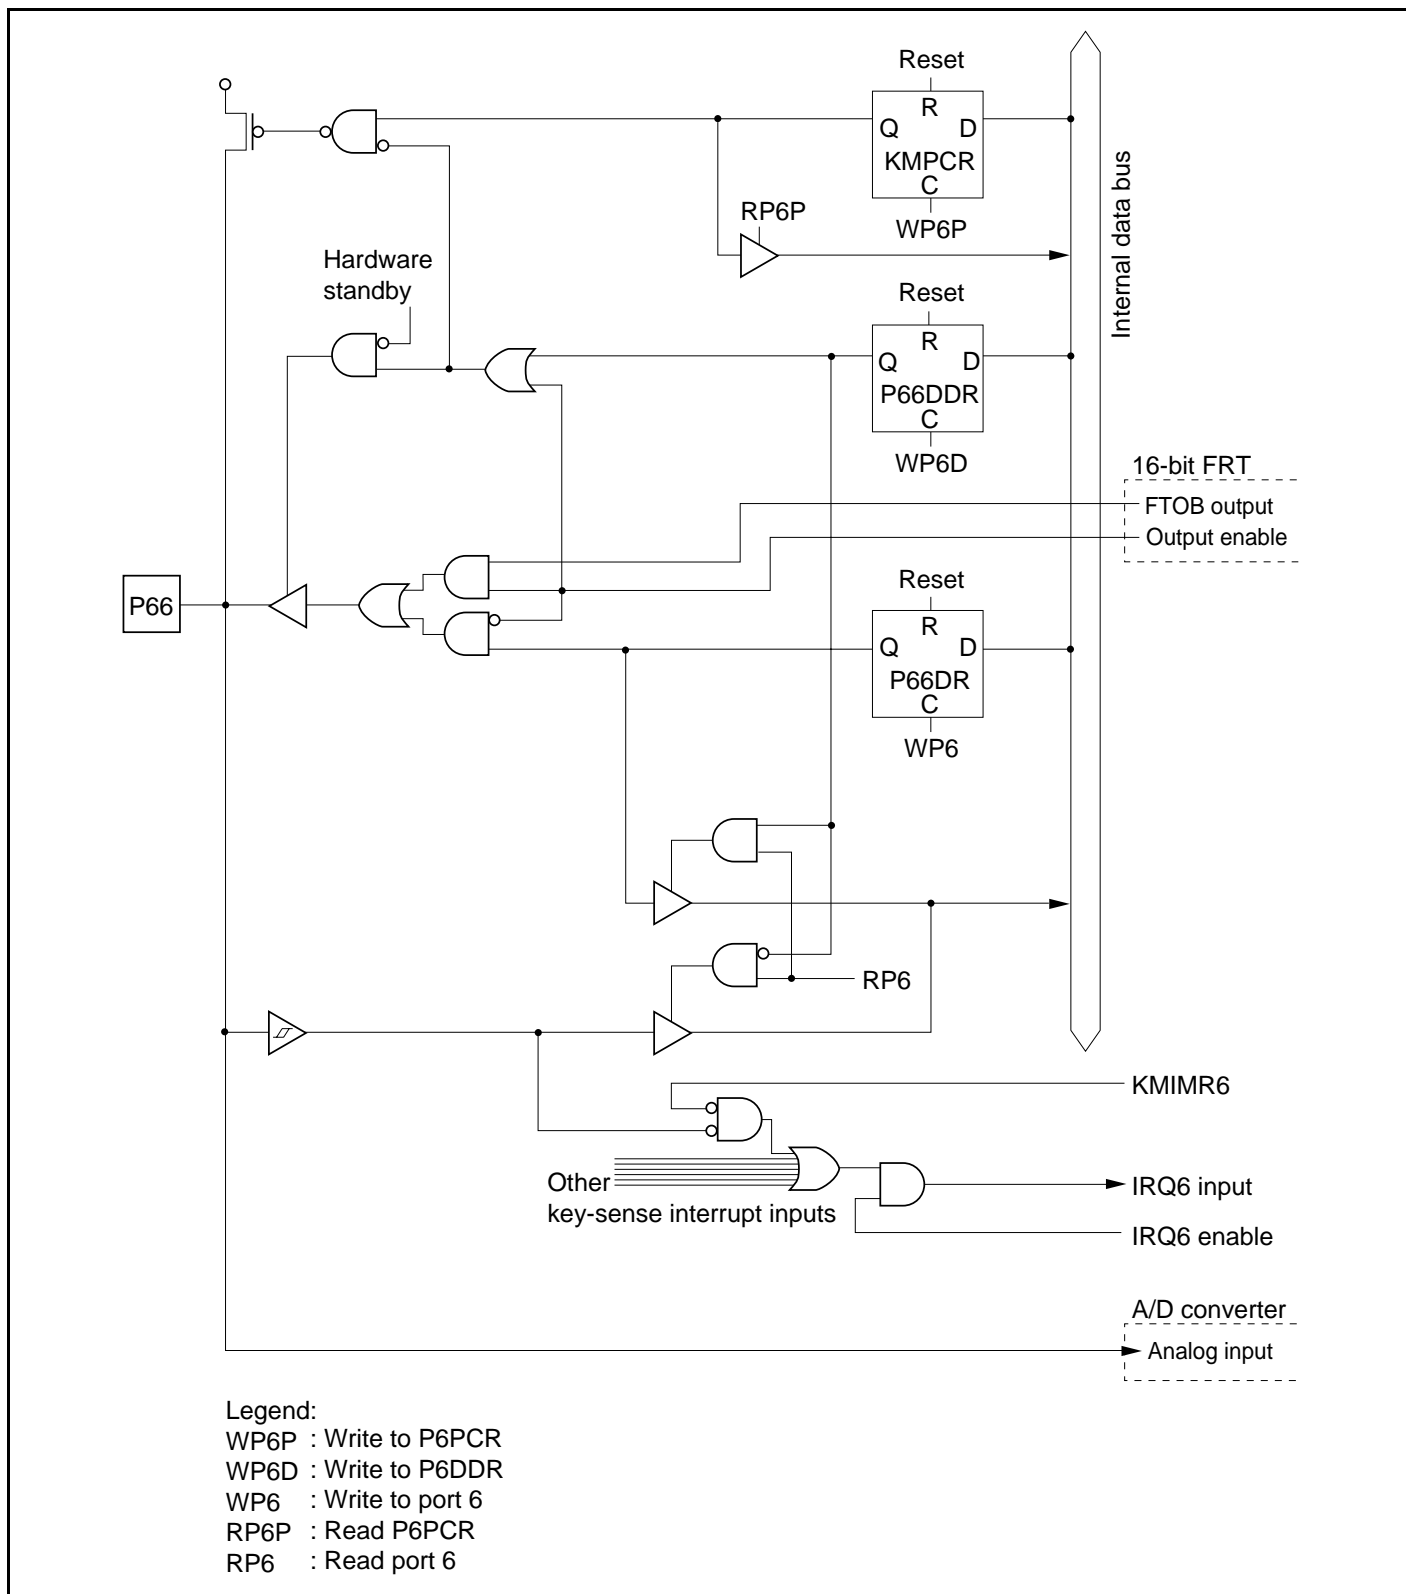 Reset
R
Q D
KMPCR
C
WP6P
RP6P
Internal data bus
Hardware
standby
Reset
R
Q D
P66DDR
C
WP6D
16-bit FRT
FTOB output
Output enable
P66
Reset
R
Q D
P66DR
C
WP6
RP6
KMIMR6
Other
key-sense interrupt inputs
IRQ6 input
IRQ6 enable
A/D converter
Analog input
Legend:
WP6P : Write to P6PCR
WP6D : Write to P6DDR
WP6 : Write to port 6
RP6P : Read P6PCR
RP6 : Read port 6